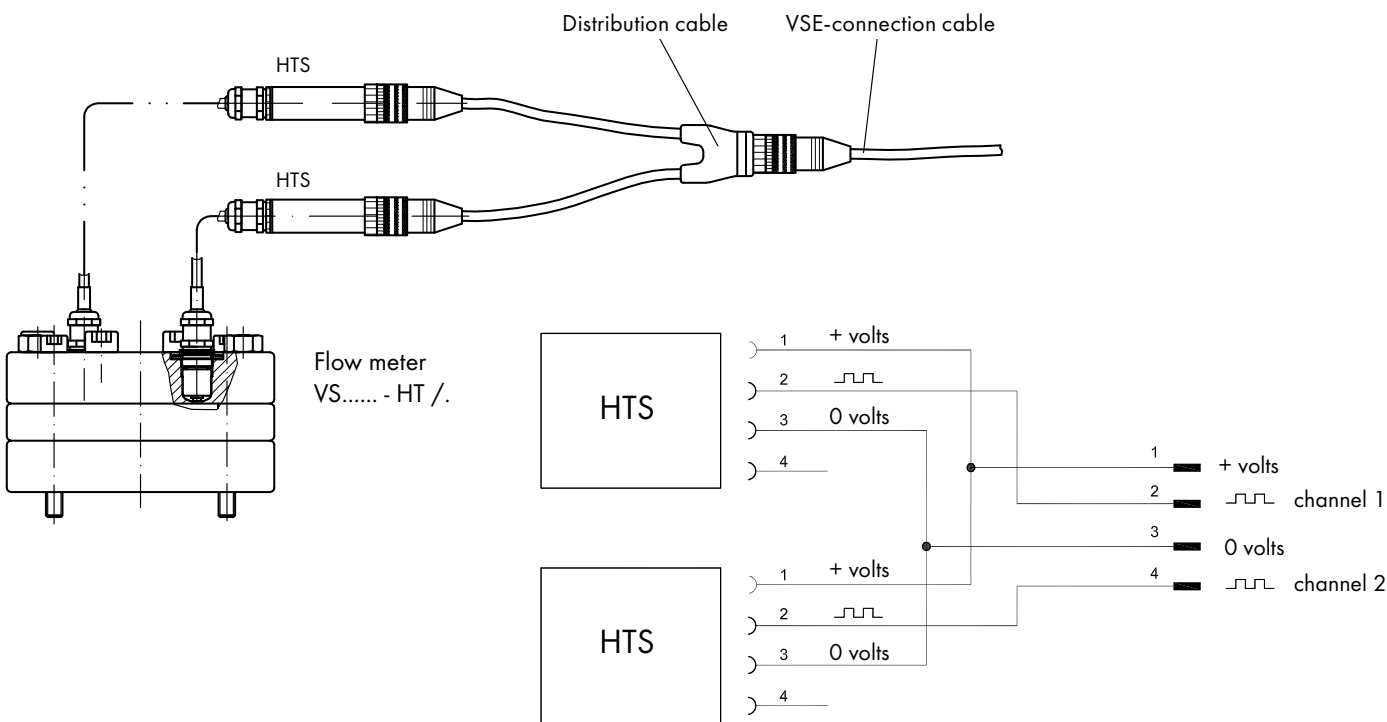 Distribution cable
VSE-connection cable
HTS
HTS
Flow meter
VS...... - HT /.
HTS
1 + volts
2
3 0 volts
4
HTS
1 + volts
2
3 0 volts
4
1 + volts
2 channel 1
3 0 volts
4 channel 2